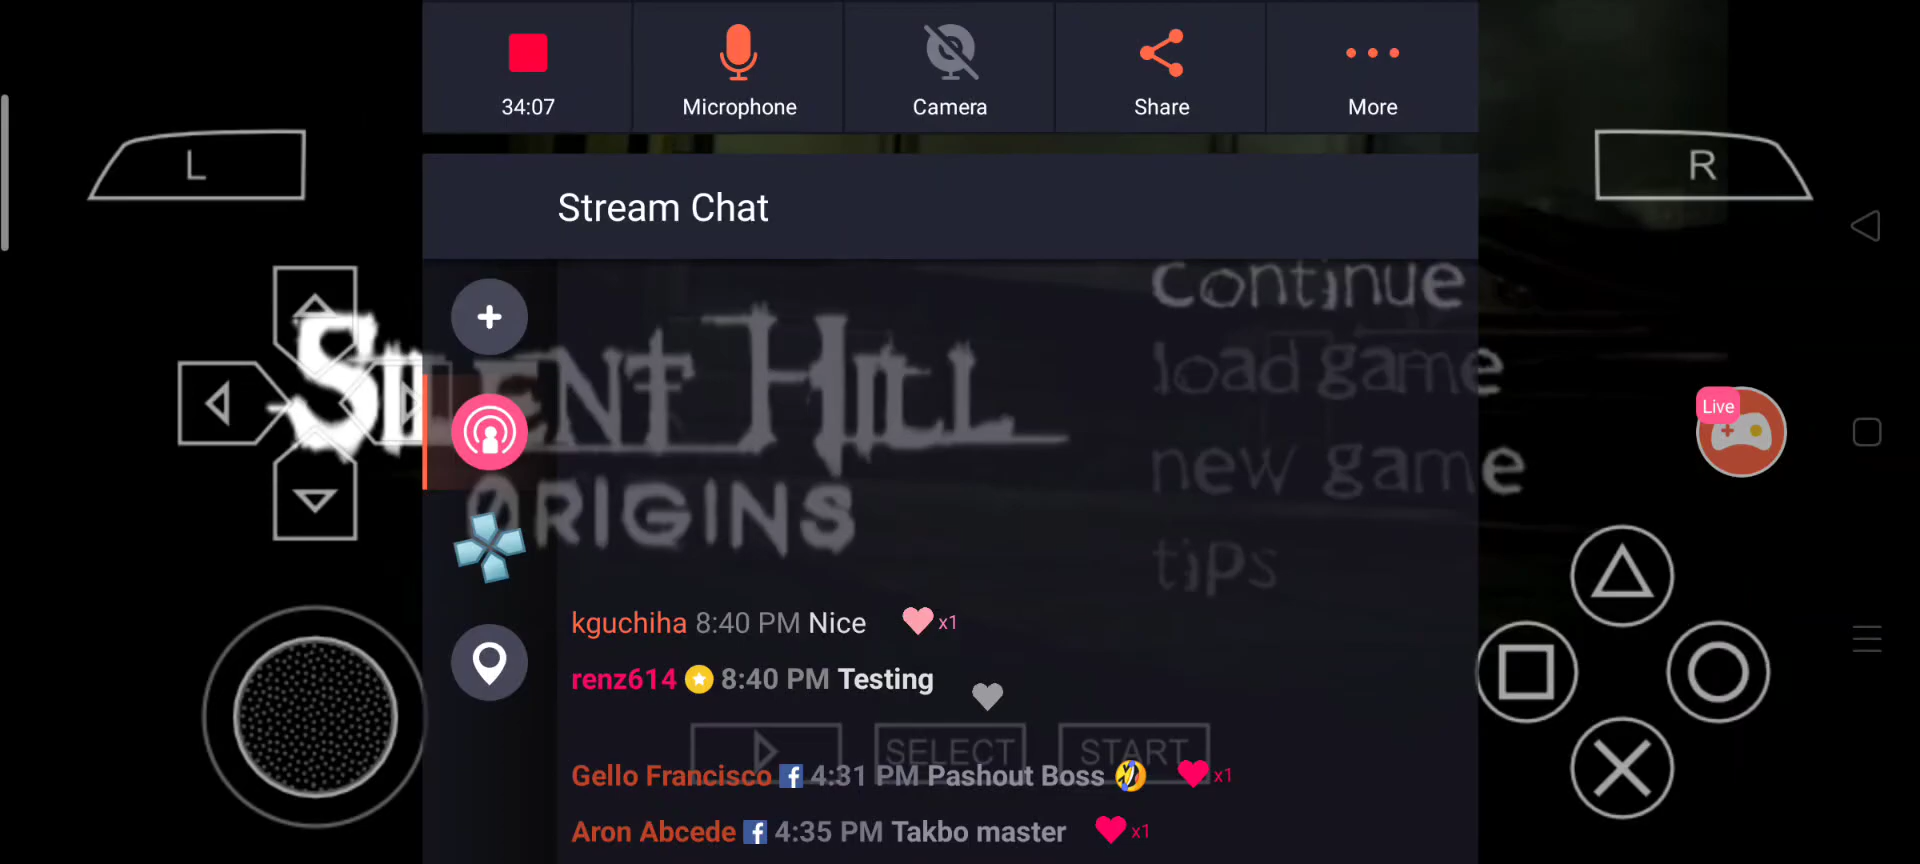 34:07
Microphone
Camera
Share
More
L
R
Stream Chat
SILENT HILL
ORIGINS
continue
load game
new game
tips
Live
kguchiha 8:40 PM Nice x1
renz614 8:40 PM Testing
SELECT
START
Gello Francisco 4:31 PM Pashout Boss 🤣 x1
Aron Abcede 4:35 PM Takbo master x1